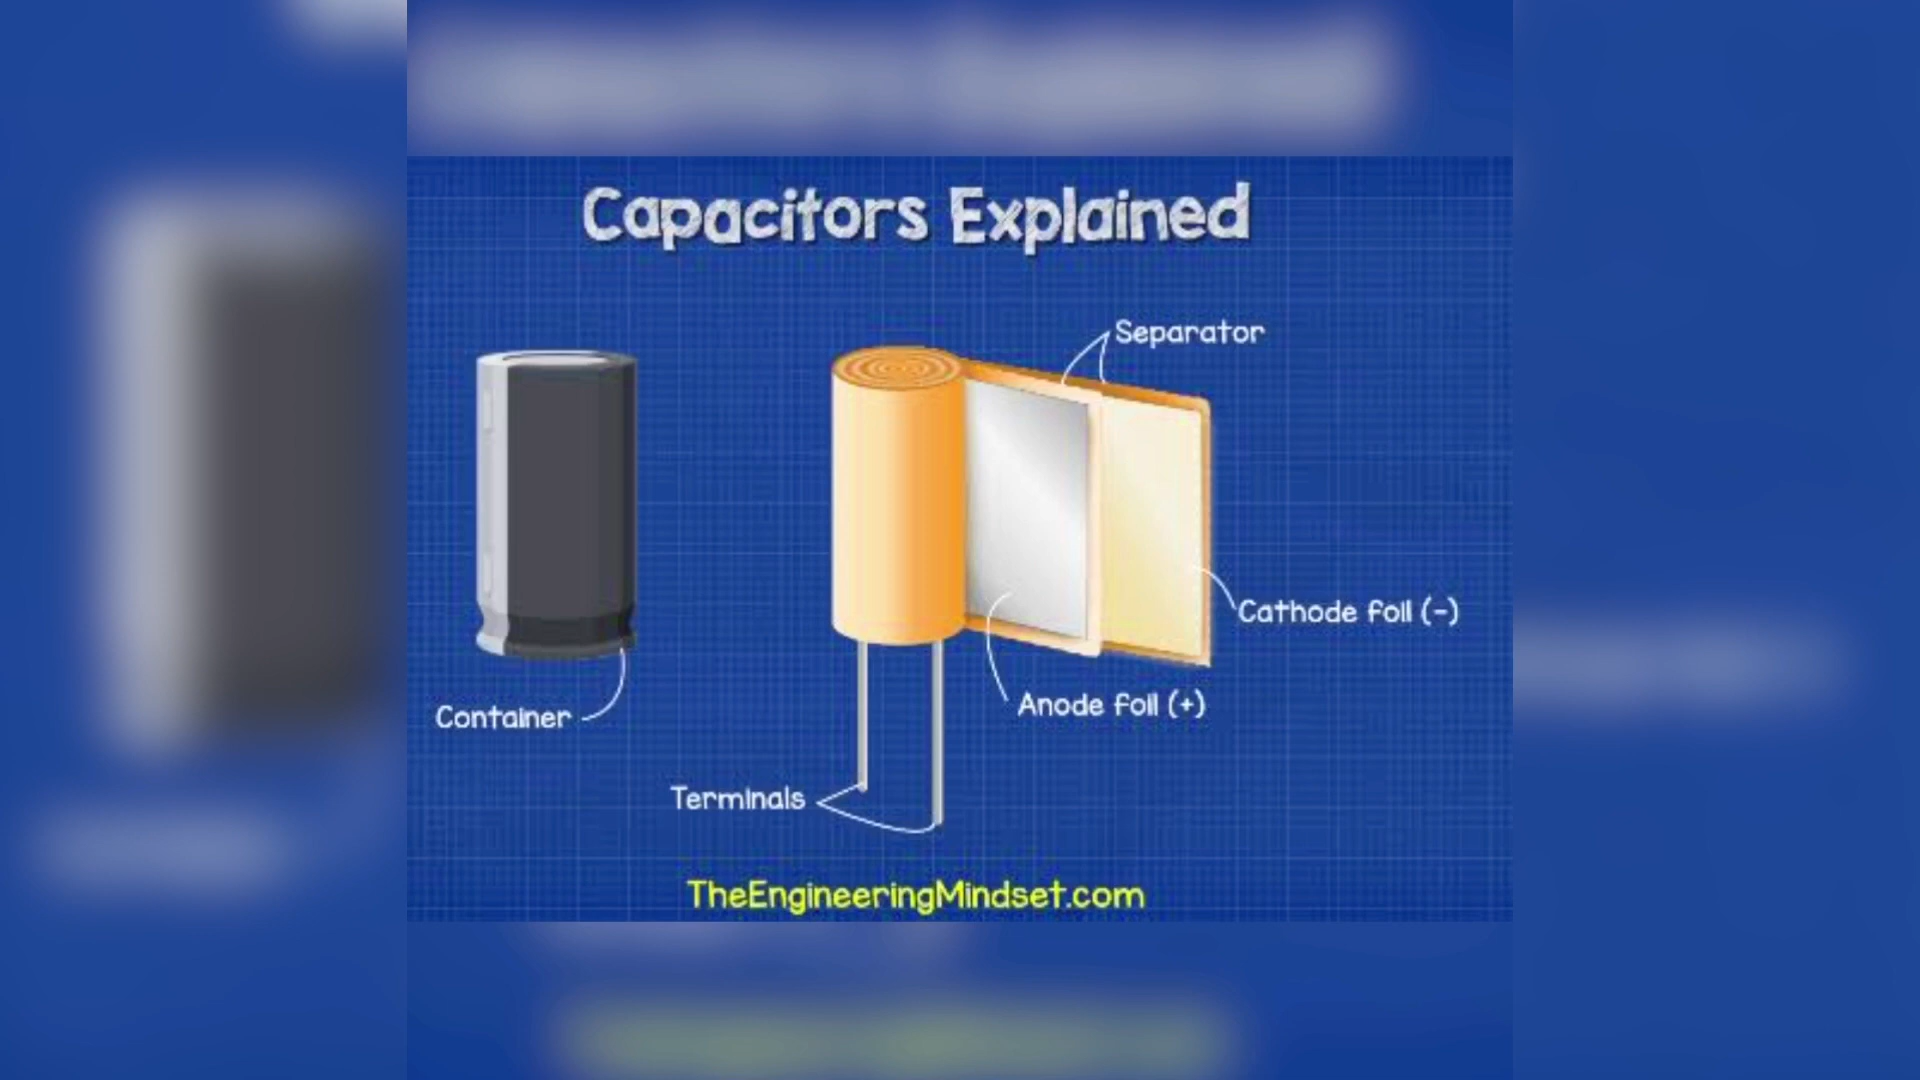 Capacitors Explained
Separator
Cathode foil (-)
Anode foil (+)
Container
Terminals
TheEngineeringMindset.com